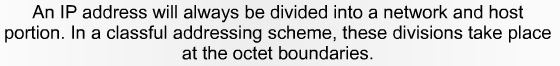 An IP address will always be divided into a network and host
portion. In a classful addressing scheme, these divisions take place
at the octet boundaries.